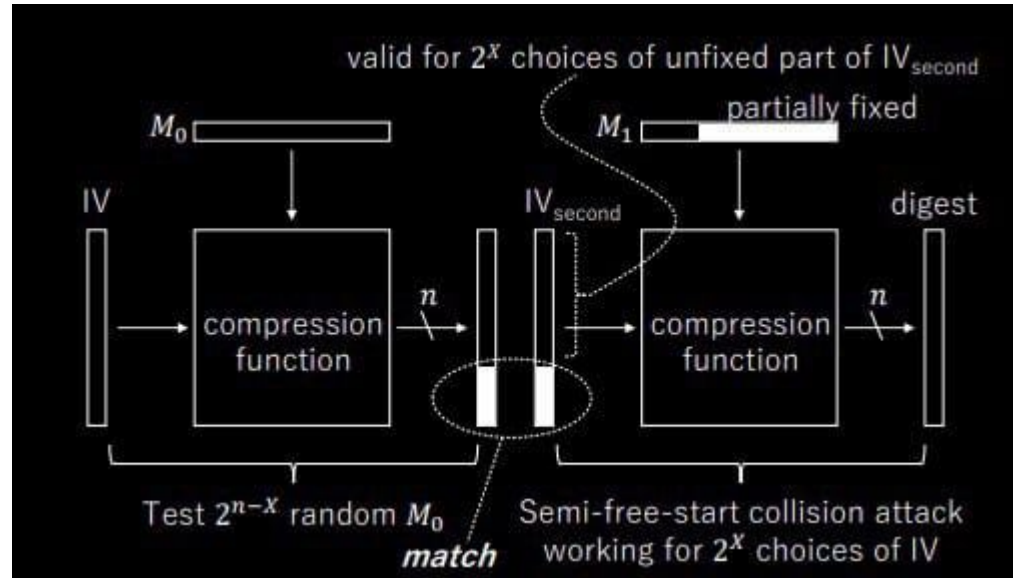 valid for 2^X choices of unfixed part of IV_second
partially fixed
M_0
M_1
IV
IV_second
digest
compression
function
n
compression
function
n
Test 2^{n-X} random M_0
match
Semi-free-start collision attack
working for 2^X choices of IV